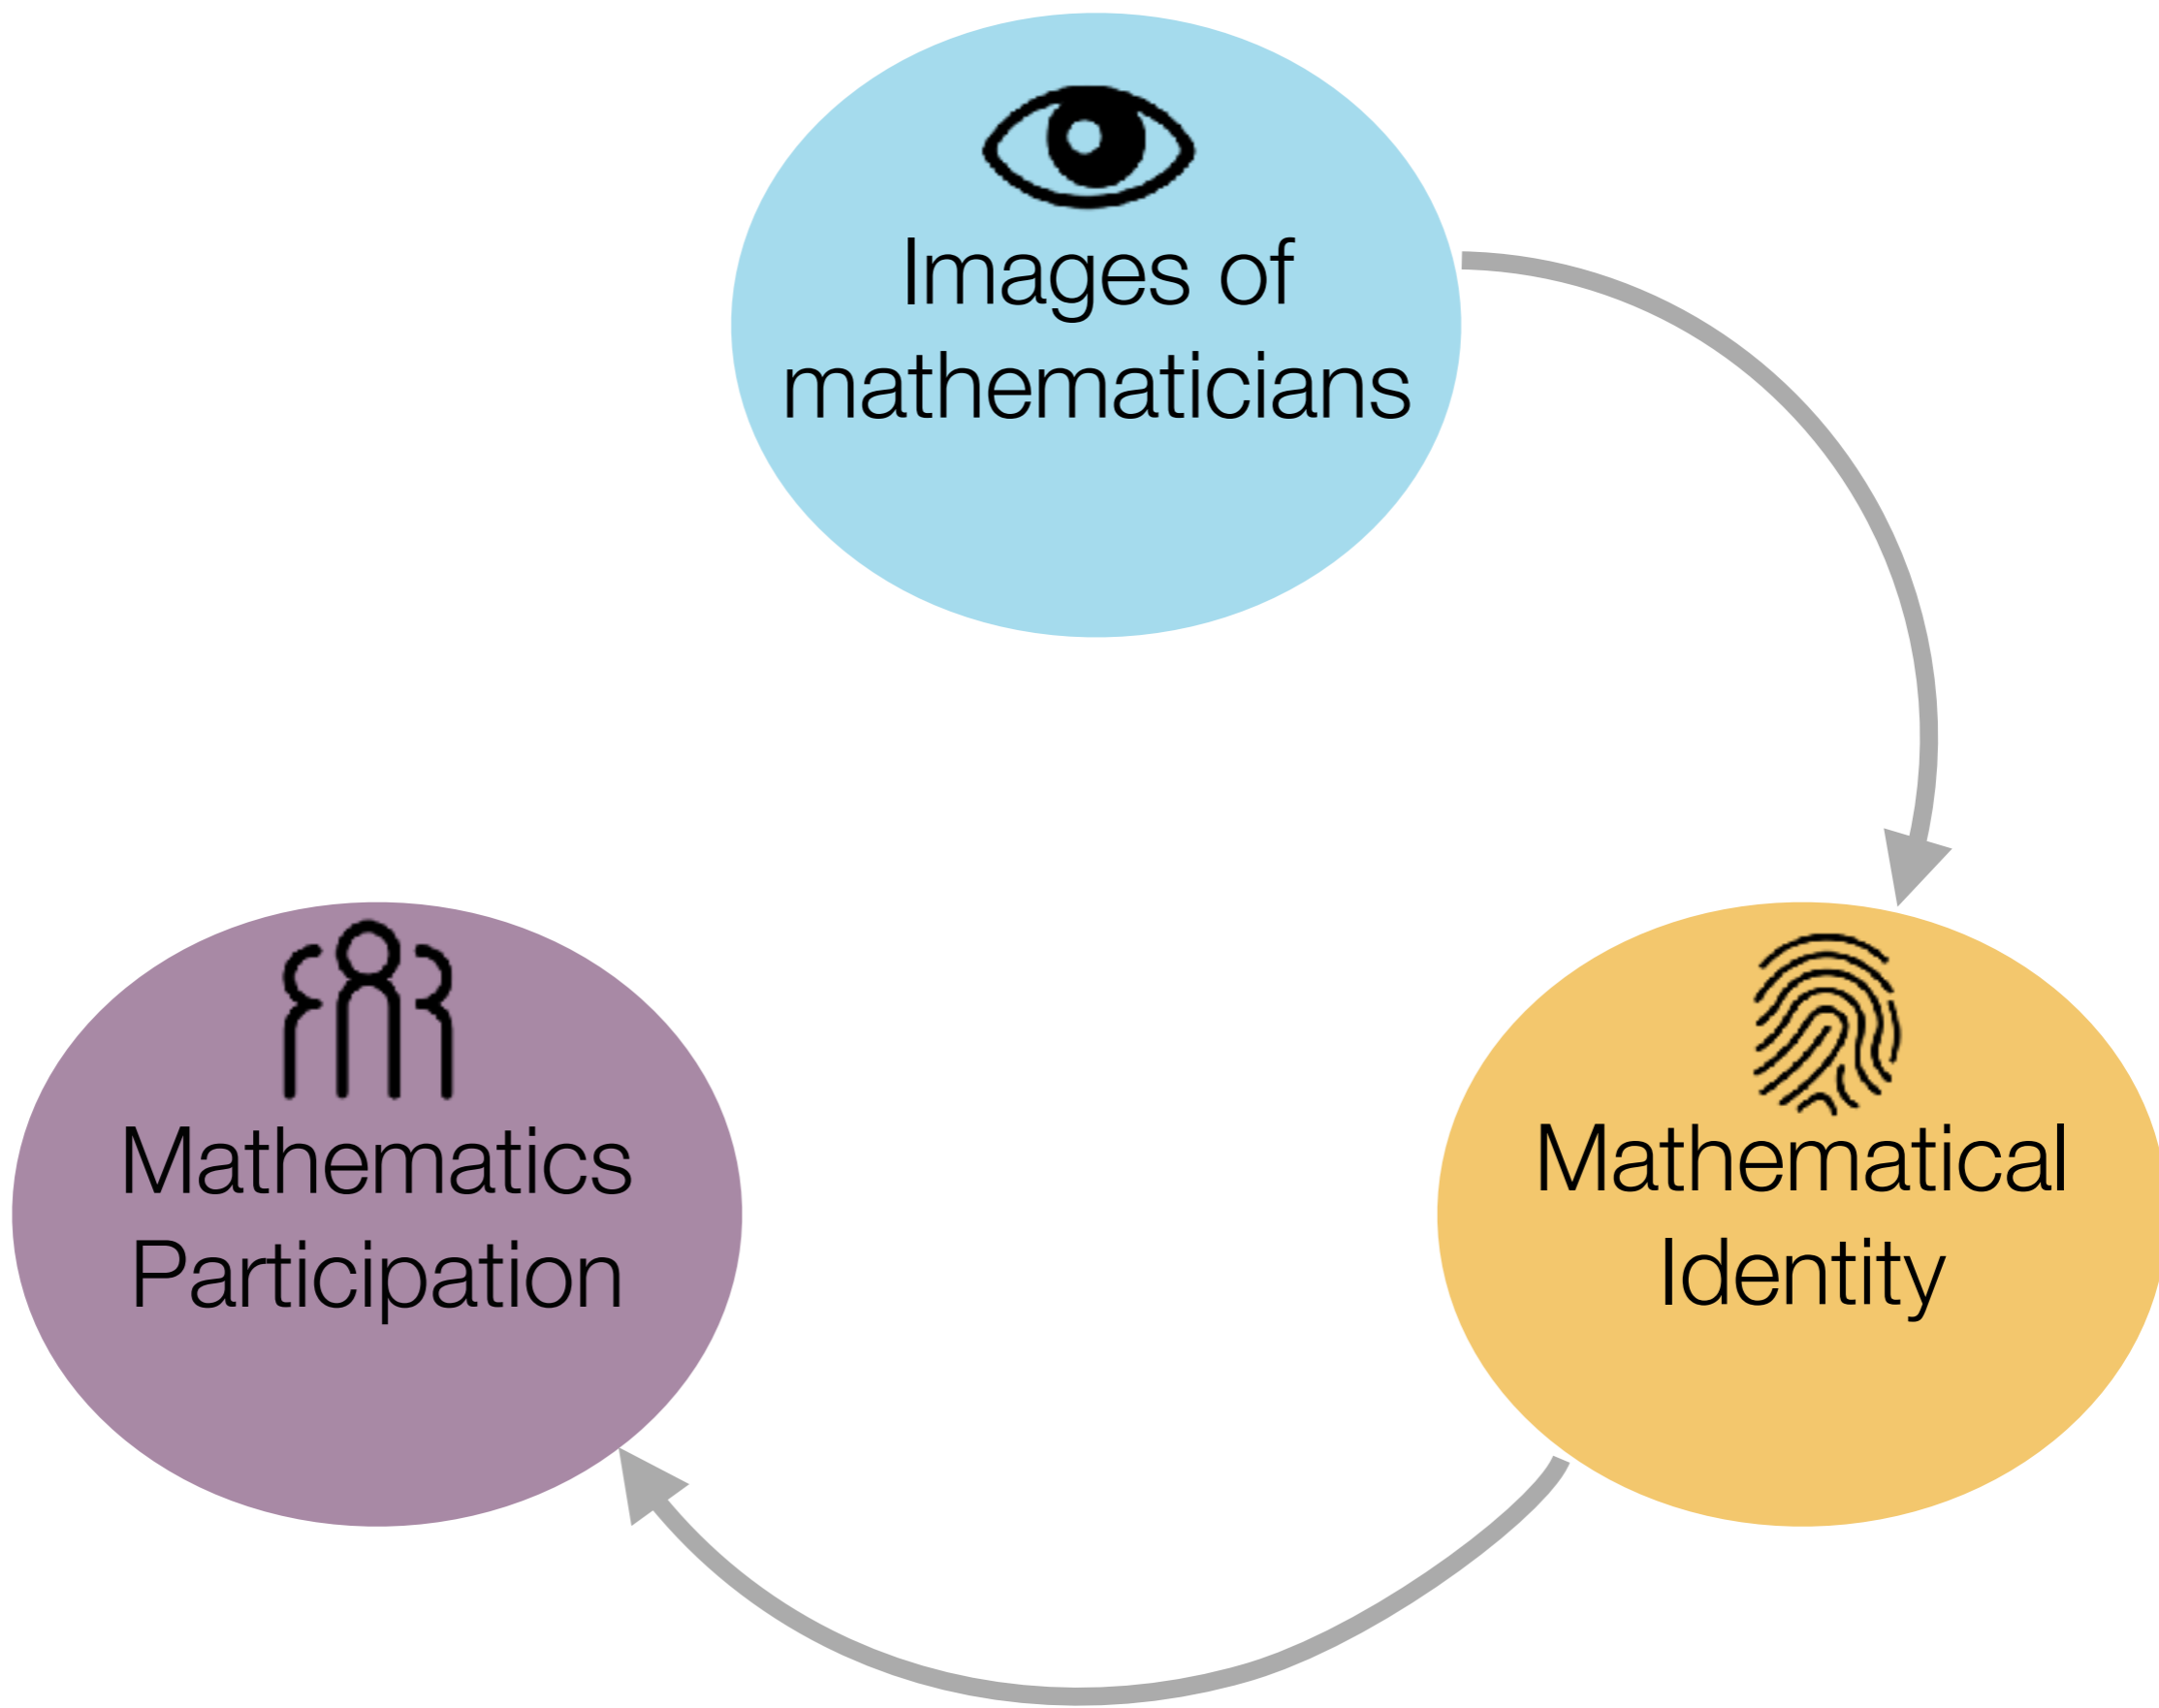 Images of
mathematicians
Mathematics
Participation
Mathematical
Identity